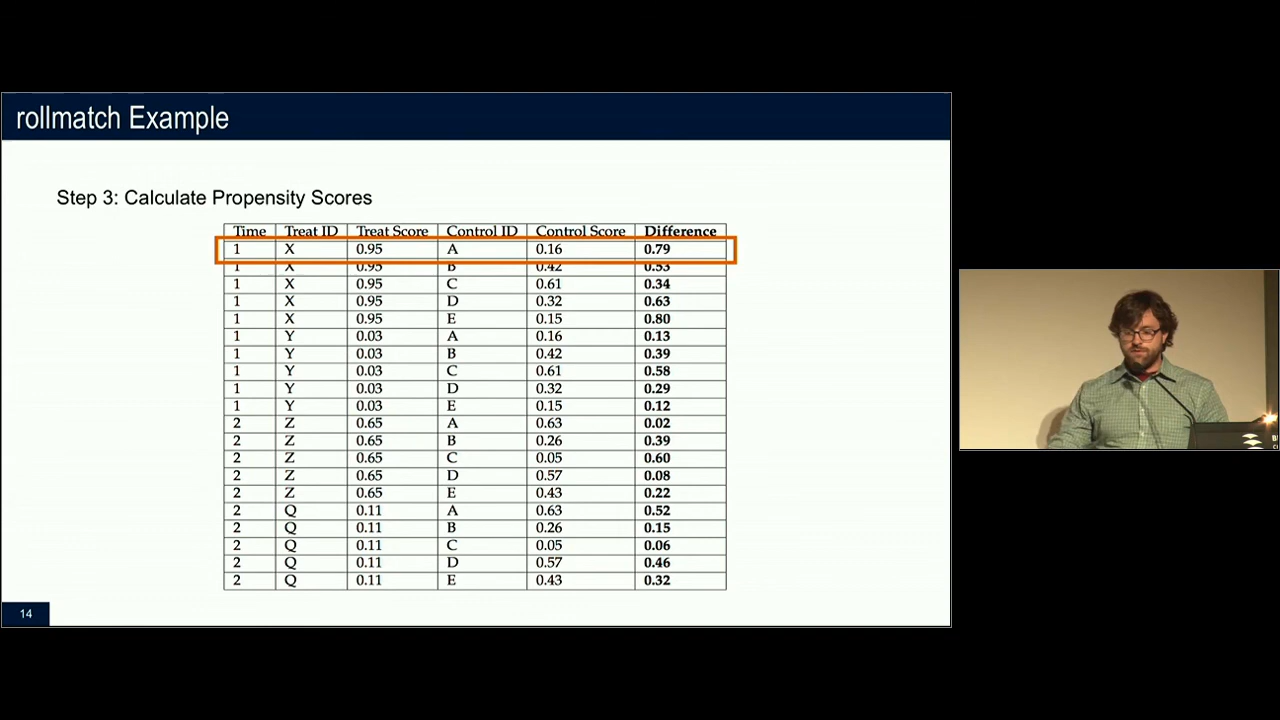 rollmatch Example
Step 3: Calculate Propensity Scores
Time Treat ID Treat Score Control ID Control Score Difference
1 X 0.95 A 0.16 0.79
1 X 0.95 B 0.42 0.53
1 X 0.95 C 0.61 0.34
1 X 0.95 D 0.32 0.63
1 X 0.95 E 0.15 0.80
1 Y 0.03 A 0.16 0.13
1 Y 0.03 B 0.42 0.39
1 Y 0.03 C 0.61 0.58
1 Y 0.03 D 0.32 0.29
1 Y 0.03 E 0.15 0.12
2 Z 0.65 A 0.63 0.02
2 Z 0.65 B 0.26 0.39
2 Z 0.65 C 0.05 0.60
2 Z 0.65 D 0.57 0.08
2 Z 0.65 E 0.43 0.22
2 Q 0.11 A 0.63 0.52
2 Q 0.11 B 0.26 0.15
2 Q 0.11 C 0.05 0.06
2 Q 0.11 D 0.57 0.46
2 Q 0.11 E 0.43 0.32
14